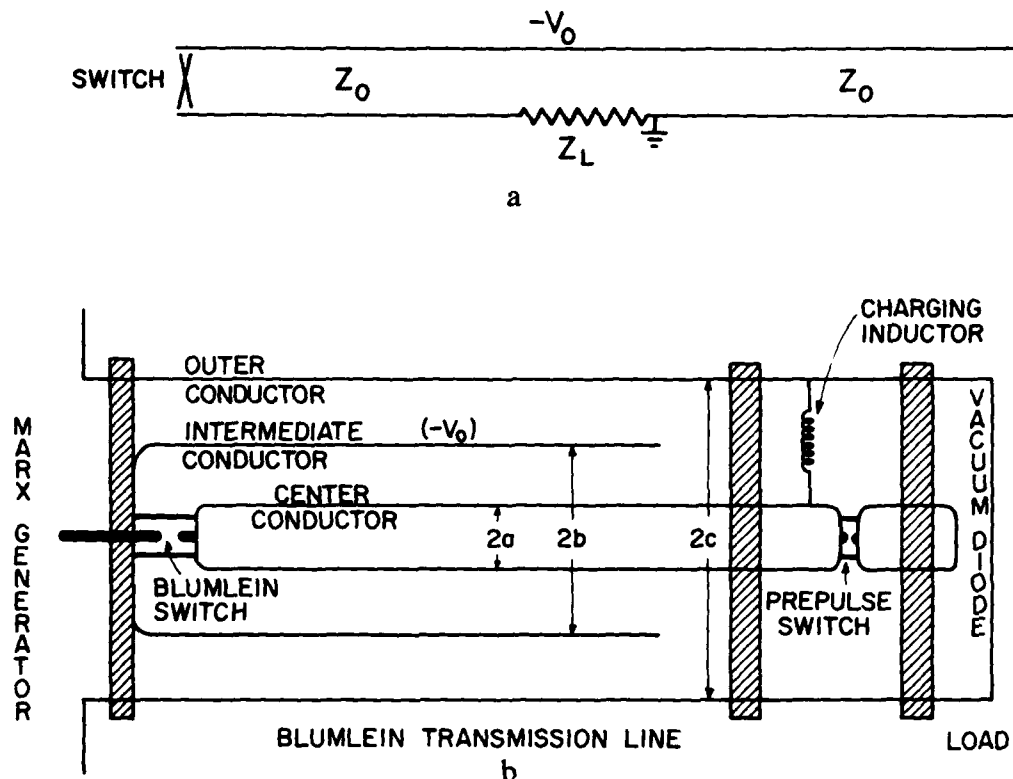 -V₀
SWITCH
Z₀
Z₀
Z_L
a
CHARGING
INDUCTOR
OUTER
CONDUCTOR
INTERMEDIATE (-V₀)
CONDUCTOR
CENTER
CONDUCTOR
2a
2b
2c
MARX GENERATOR
BLUMLEIN
SWITCH
PREPULSE
SWITCH
VACUUM DIODE
BLUMLEIN TRANSMISSION LINE
LOAD
b